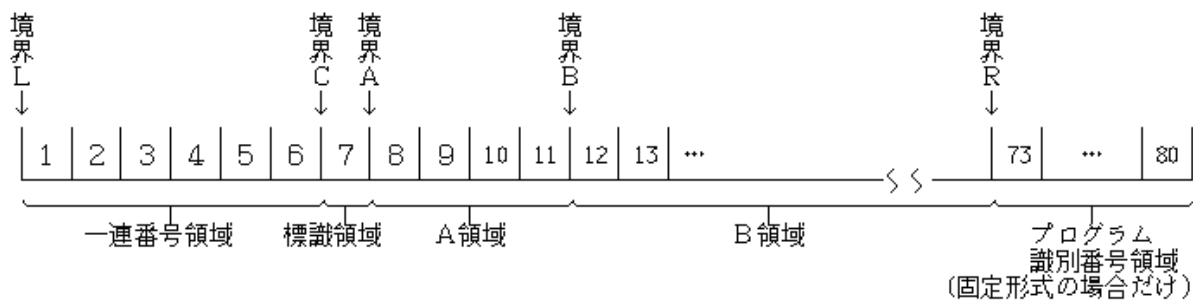 境界L
境界C
境界A
境界B
境界R
↓ ↓ ↓ ↓ ↓
1 2 3 4 5 6 7 8 9 10 11 12 13 … 73 … 80
一連番号領域 標識領域 A領域 B領域 プログラム
識別番号領域
(固定形式の場合だけ)